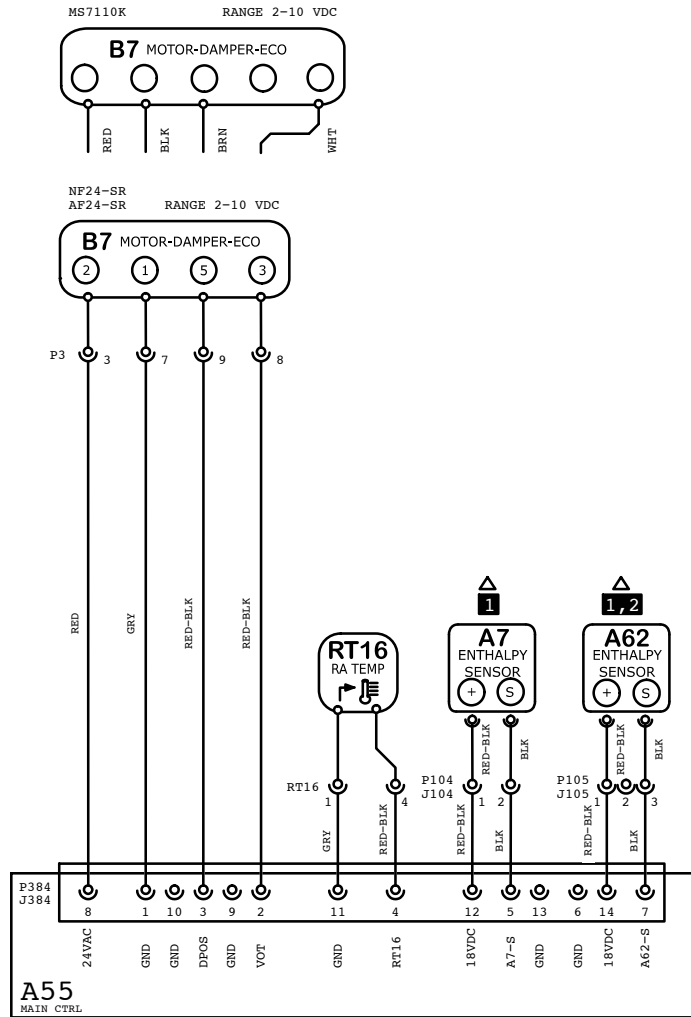 MS7110K RANGE 2-10 VDC
B7 MOTOR-DAMPER-ECO
RED BLK BRN WHT
NF24-SR
AF24-SR RANGE 2-10 VDC
B7 MOTOR-DAMPER-ECO
2 1 5 3
P3 3 7 9 8
1 1,2
RED GRY RED-BLK RED-BLK
RT16
RA TEMP
A7
ENTHALPY
SENSOR
+ S
A62
ENTHALPY
SENSOR
+ S
RED-BLK BLK RED-BLK BLK
RT16 1 4
P104
J104 1 2
P105
J105 1 2 3
GRY RED-BLK RED-BLK BLK RED-BLK BLK
P384
J384
8 1 10 3 9 2 11 4 12 5 13 6 14 7
24VAC GND GND DPOS GND VOT GND RT16 18VDC A7-S GND GND 18VDC A62-S
A55
MAIN CTRL